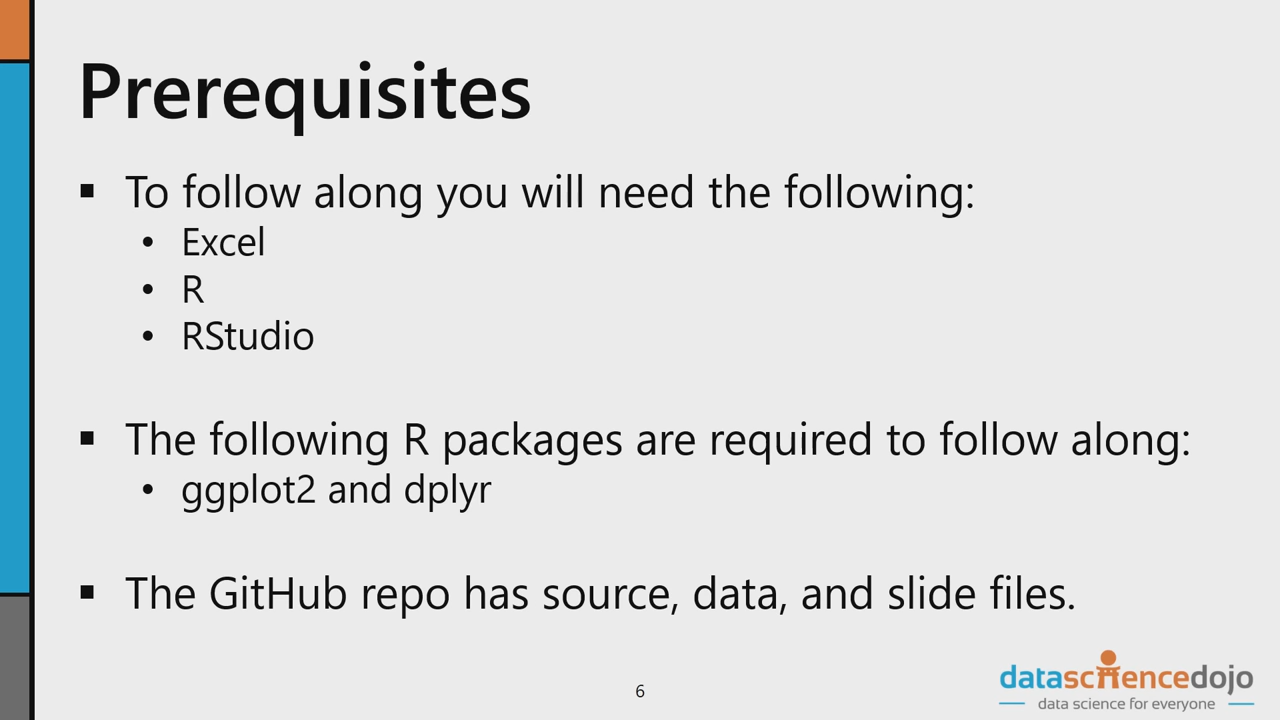 Prerequisites
▪ To follow along you will need the following:
• Excel
• R
• RStudio
▪ The following R packages are required to follow along:
• ggplot2 and dplyr
▪ The GitHub repo has source, data, and slide files.
6
datasciencedojo
data science for everyone